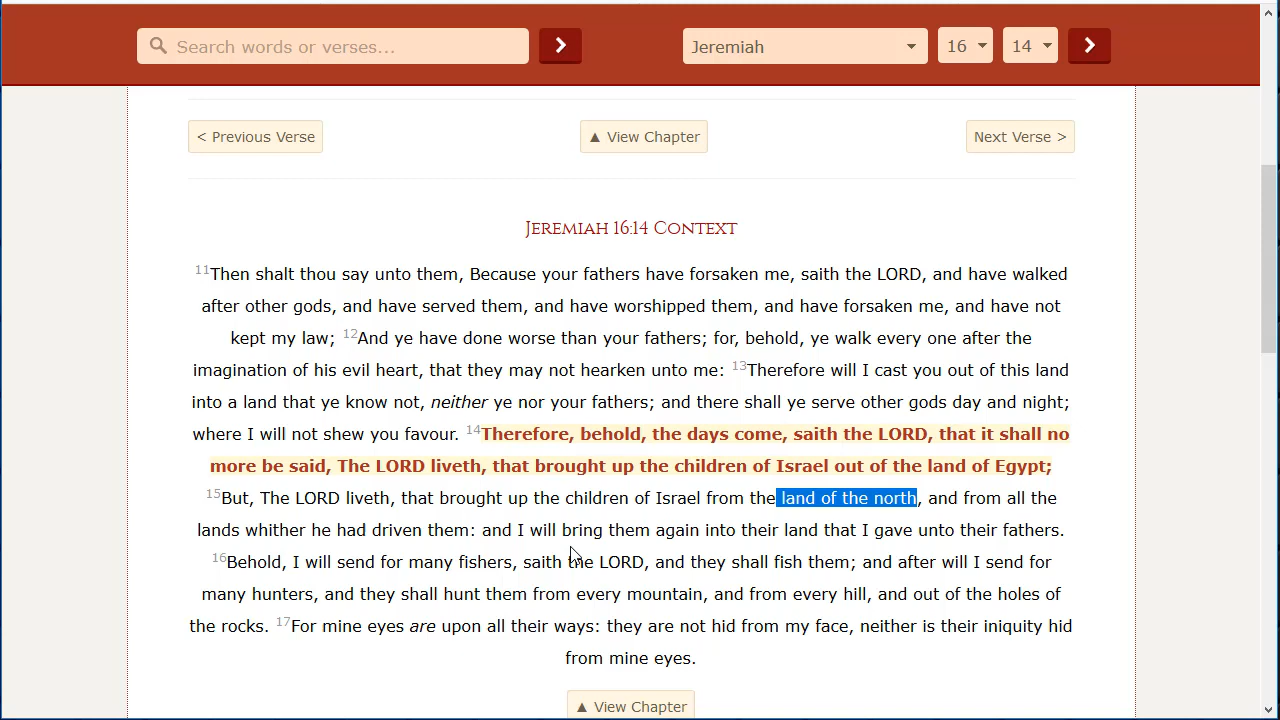 Search words or verses... Jeremiah 16 14
< Previous Verse ▲ View Chapter Next Verse >
Jeremiah 16:14 Context
11Then shalt thou say unto them, Because your fathers have forsaken me, saith the LORD, and have walked
after other gods, and have served them, and have worshipped them, and have forsaken me, and have not
kept my law; 12And ye have done worse than your fathers; for, behold, ye walk every one after the
imagination of his evil heart, that they may not hearken unto me: 13Therefore will I cast you out of this land
into a land that ye know not, neither ye nor your fathers; and there shall ye serve other gods day and night;
where I will not shew you favour. 14Therefore, behold, the days come, saith the LORD, that it shall no
more be said, The LORD liveth, that brought up the children of Israel out of the land of Egypt;
15But, The LORD liveth, that brought up the children of Israel from the land of the north, and from all the
lands whither he had driven them: and I will bring them again into their land that I gave unto their fathers.
16Behold, I will send for many fishers, saith the LORD, and they shall fish them; and after will I send for
many hunters, and they shall hunt them from every mountain, and from every hill, and out of the holes of
the rocks. 17For mine eyes are upon all their ways: they are not hid from my face, neither is their iniquity hid
from mine eyes.
▲ View Chapter